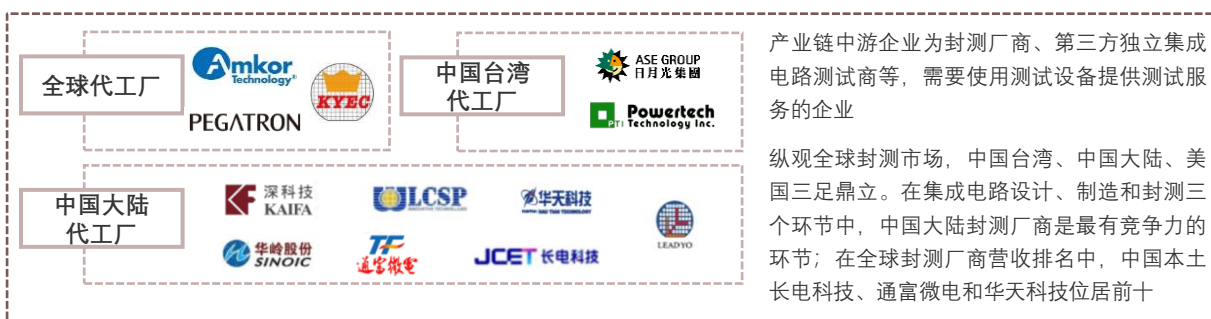 全球代工厂
Amkor
Technology®
KYEC
PEGATRON
中国台湾
代工厂
ASE GROUP
日月光集團
PTI Powertech
Technology Inc.
中国大陆
代工厂
深科技
KAIFA
LCSP
华天科技
华岭股份
SINOIC
TF
通富微电
JCET 长电科技
LEADYO
产业链中游企业为封测厂商、第三方独立集成
电路测试商等，需要使用测试设备提供测试服
务的企业
纵观全球封测市场，中国台湾、中国大陆、美
国三足鼎立。在集成电路设计、制造和封测三
个环节中，中国大陆封测厂商是最有竞争力的
环节；在全球封测厂商营收排名中，中国本土
长电科技、通富微电和华天科技位居前十